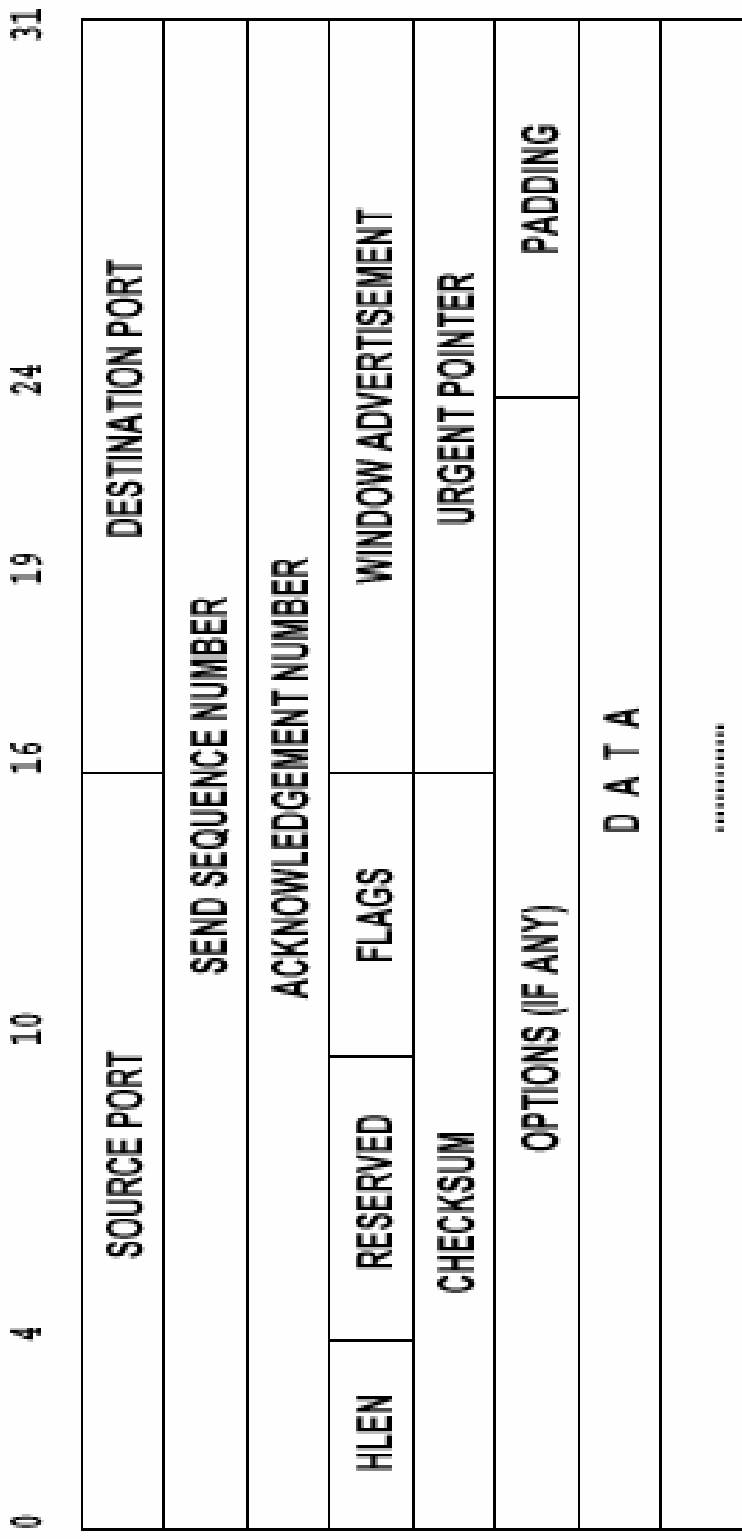 0 4 10 16 19 24 31
SOURCE PORT DESTINATION PORT
SEND SEQUENCE NUMBER
ACKNOWLEDGEMENT NUMBER
HLEN RESERVED FLAGS WINDOW ADVERTISEMENT
CHECKSUM URGENT POINTER
OPTIONS (IF ANY) PADDING
D A T A
............